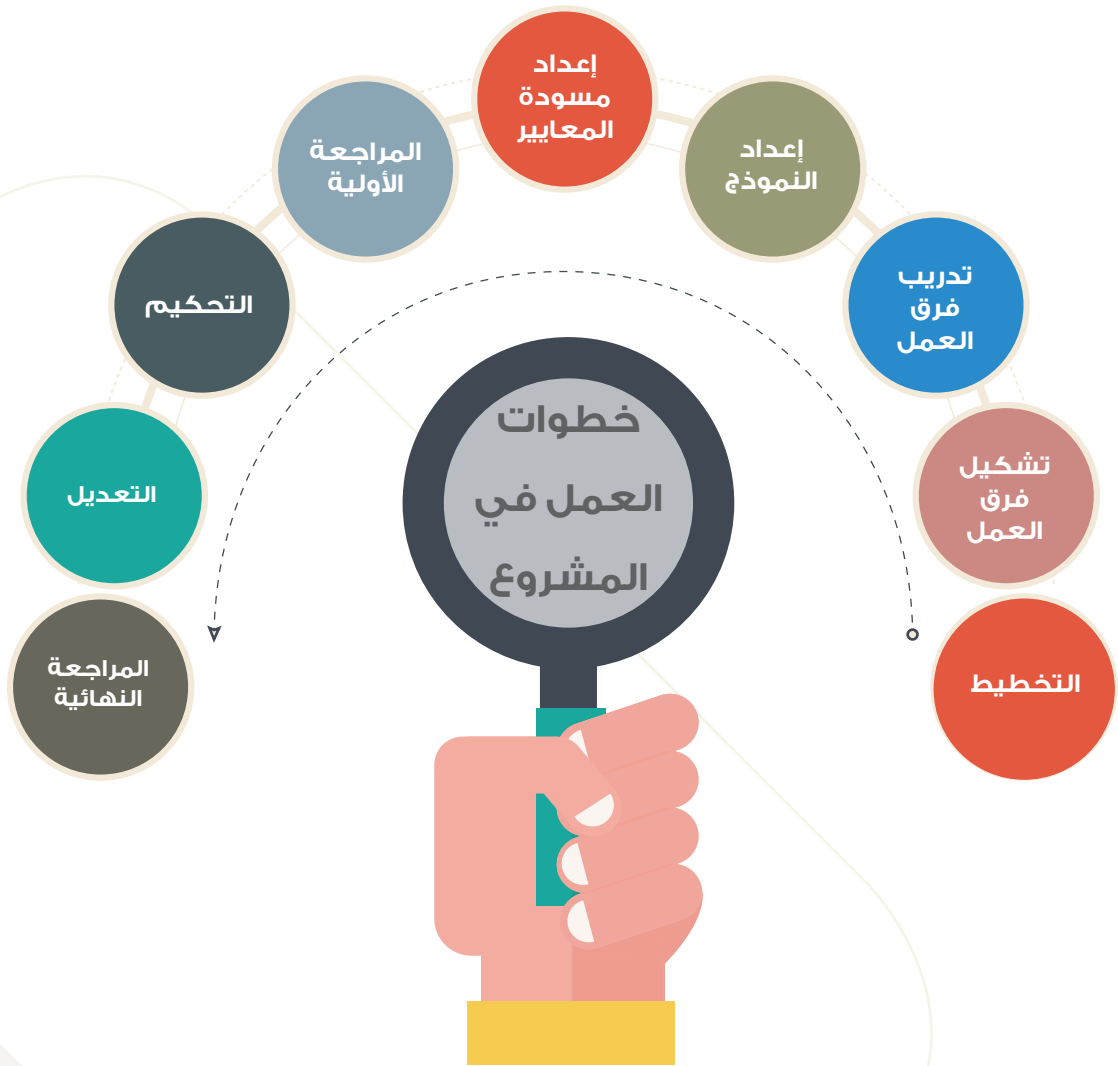 خطوات
العمل في
المشروع
التخطيط
تشكيل
فرق
العمل
تدريب
فرق
العمل
إعداد
النموذج
إعداد
مسودة
المعايير
المراجعة
الأولية
التحكيم
التعديل
المراجعة
النهائية